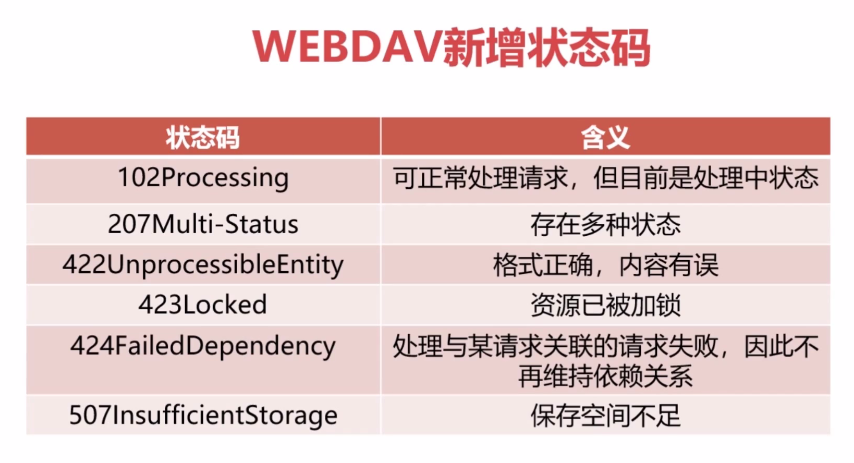 WEBDAV新增状态码
状态码 含义
102Processing 可正常处理请求，但目前是处理中状态
207Multi-Status 存在多种状态
422UnprocessibleEntity 格式正确，内容有误
423Locked 资源已被加锁
424FailedDependency 处理与某请求关联的请求失败，因此不
再维持依赖关系
507InsufficientStorage 保存空间不足